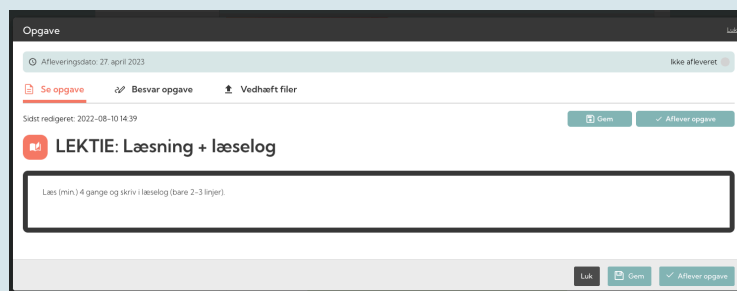 Opgave
Luk
Afleveringsdato: 27. april 2023
Ikke afleveret
Se opgave
Besvar opgave
Vedhæft filer
Sidst redigeret: 2022-08-10 14:39
Gem
Aflever opgave
LEKTIE: Læsning + læselog
Læs (min.) 4 gange og skriv i læselog (bare 2-3 linjer).
Luk
Gem
Aflever opgave